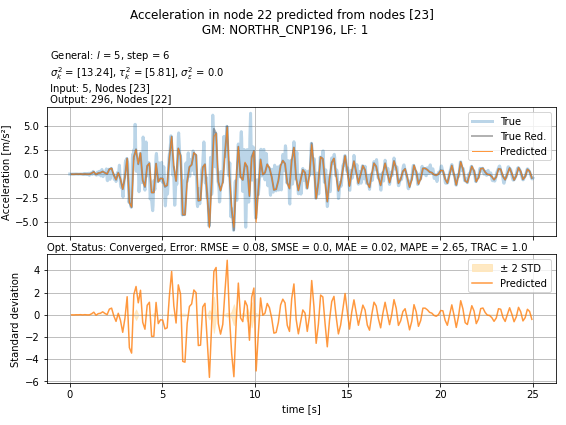 Acceleration in node 22 predicted from nodes [23]
GM: NORTHR_CNP196, LF: 1
General: l = 5, step = 6
σ²ₖ = [13.24], τ²ₖ = [5.81], σ²ε = 0.0
Input: 5, Nodes [23]
Output: 296, Nodes [22]
Acceleration [m/s²]
5.0
2.5
0.0
−2.5
−5.0
True
True Red.
Predicted
Opt. Status: Converged, Error: RMSE = 0.08, SMSE = 0.0, MAE = 0.02, MAPE = 2.65, TRAC = 1.0
Standard deviation
4
2
0
−2
−4
−6
± 2 STD
Predicted
0 5 10 15 20 25
time [s]